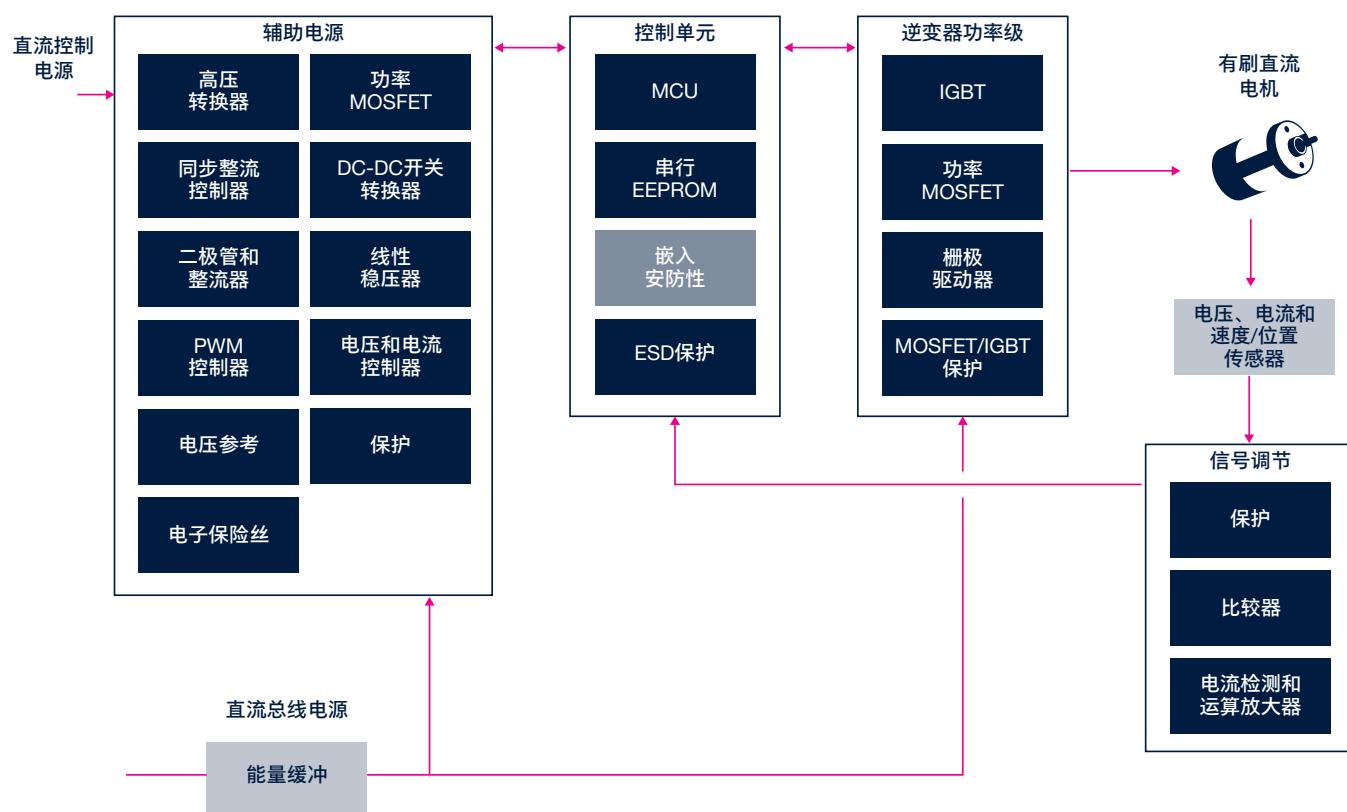 直流控制
电源
辅助电源
高压
转换器
功率
MOSFET
同步整流
控制器
DC-DC开关
转换器
二极管和
整流器
线性
稳压器
PWM
控制器
电压和电流
控制器
电压参考
保护
电子保险丝
控制单元
MCU
串行
EEPROM
嵌入
安防性
ESD保护
逆变器功率级
IGBT
功率
MOSFET
栅极
驱动器
MOSFET/IGBT
保护
有刷直流
电机
电压、电流和
速度/位置
传感器
信号调节
保护
比较器
电流检测和
运算放大器
直流总线电源
能量缓冲